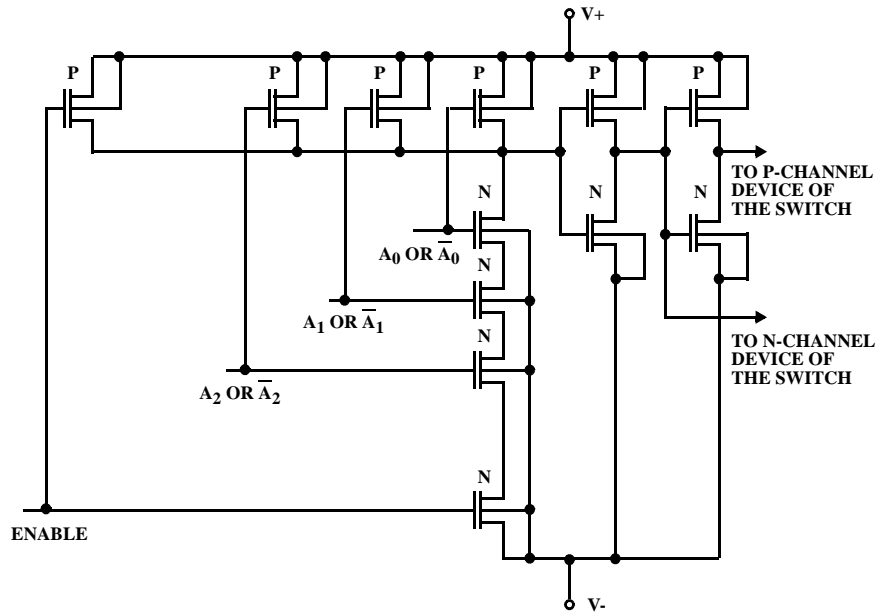 V+
P
P
P
P
P
P
TO P-CHANNEL
DEVICE OF
THE SWITCH
N
N
N
A0 OR A̅0
N
A1 OR A̅1
N
TO N-CHANNEL
DEVICE OF
THE SWITCH
A2 OR A̅2
N
ENABLE
V-